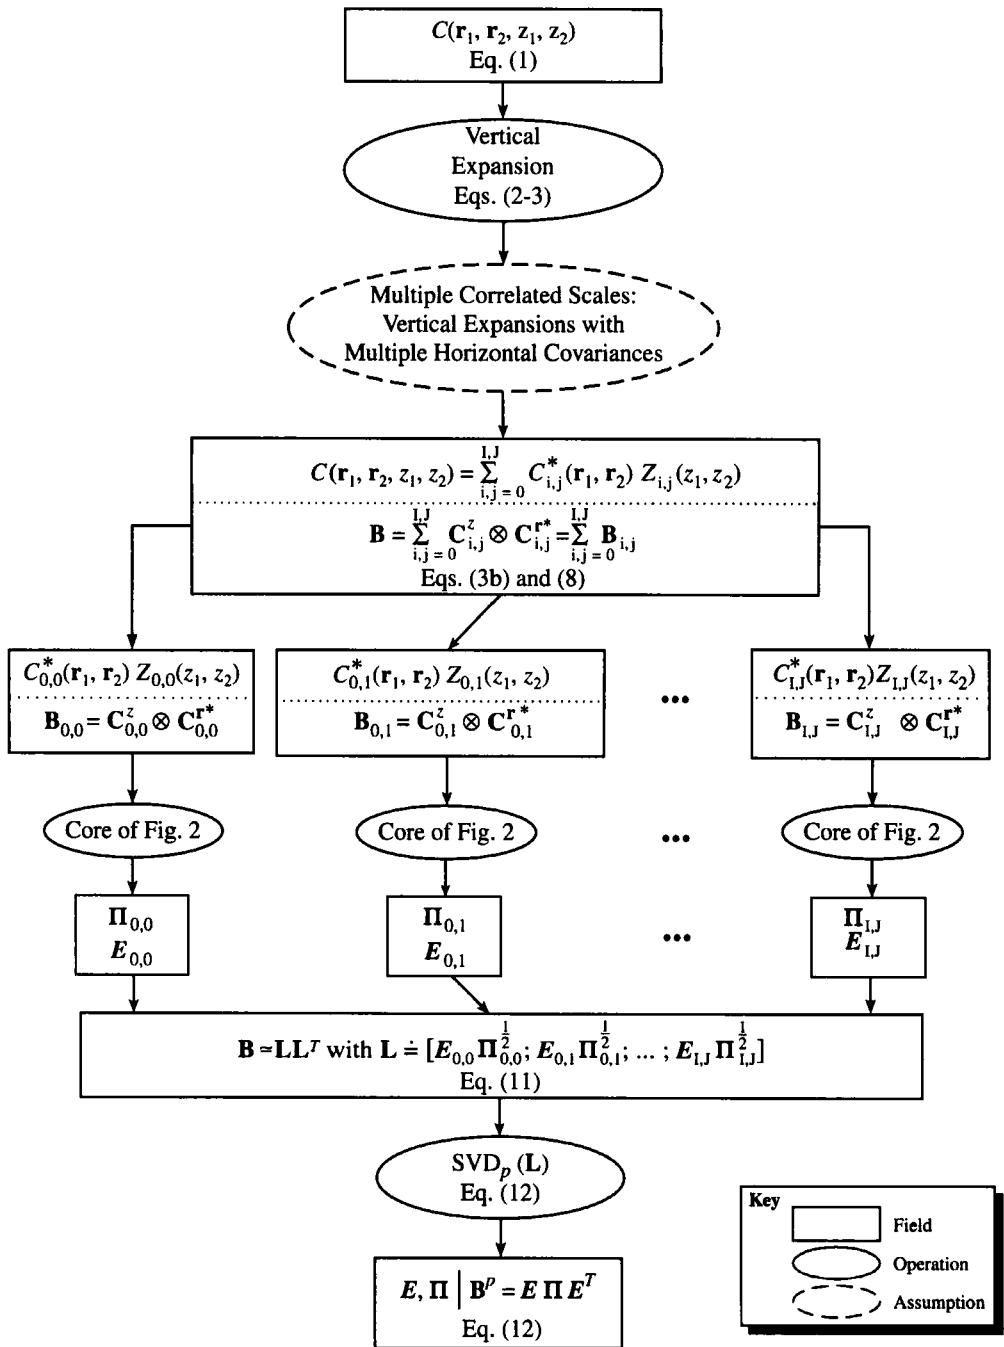 C(r₁, r₂, z₁, z₂)
Eq. (1)
Vertical
Expansion
Eqs. (2-3)
Multiple Correlated Scales:
Vertical Expansions with
Multiple Horizontal Covariances
C(r₁, r₂, z₁, z₂) = ∑_{i,j = 0}^{I,J} C*_{i,j}(r₁, r₂) Z_{i,j}(z₁, z₂)
B = ∑_{i,j = 0}^{I,J} C^z_{i,j} ⊗ C^{r*}_{i,j} = ∑_{i,j = 0}^{I,J} B_{i,j}
Eqs. (3b) and (8)
C*_{0,0}(r₁, r₂) Z_{0,0}(z₁, z₂)
B_{0,0} = C^z_{0,0} ⊗ C^{r*}_{0,0}
C*_{0,1}(r₁, r₂) Z_{0,1}(z₁, z₂)
B_{0,1} = C^z_{0,1} ⊗ C^{r*}_{0,1}
•••
C*_{I,J}(r₁, r₂) Z_{I,J}(z₁, z₂)
B_{I,J} = C^z_{I,J} ⊗ C^{r*}_{I,J}
Core of Fig. 2
Core of Fig. 2
•••
Core of Fig. 2
Π_{0,0}
E_{0,0}
Π_{0,1}
E_{0,1}
•••
Π_{I,J}
E_{I,J}
B ≃ LL^T with L ≐ [E_{0,0} Π_{0,0}^{1/2}; E_{0,1} Π_{0,1}^{1/2}; ... ; E_{I,J} Π_{I,J}^{1/2}]
Eq. (11)
SVD_p (L)
Eq. (12)
E, Π | B^p = E Π E^T
Eq. (12)
Key
Field
Operation
Assumption